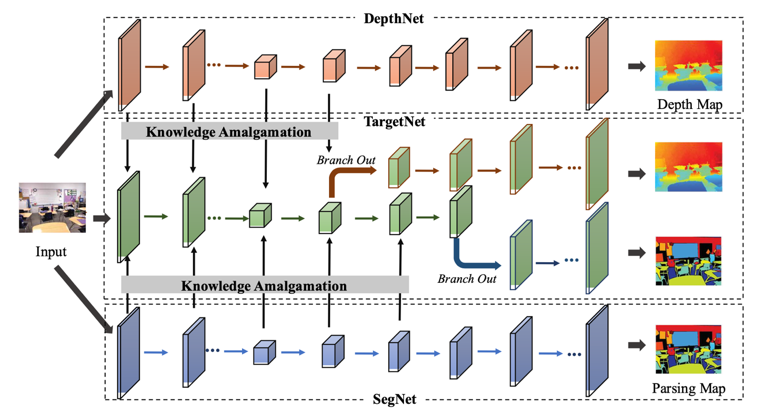 DepthNet
Depth Map
Knowledge Amalgamation
TargetNet
Branch Out
Input
Branch Out
Knowledge Amalgamation
SegNet
Parsing Map